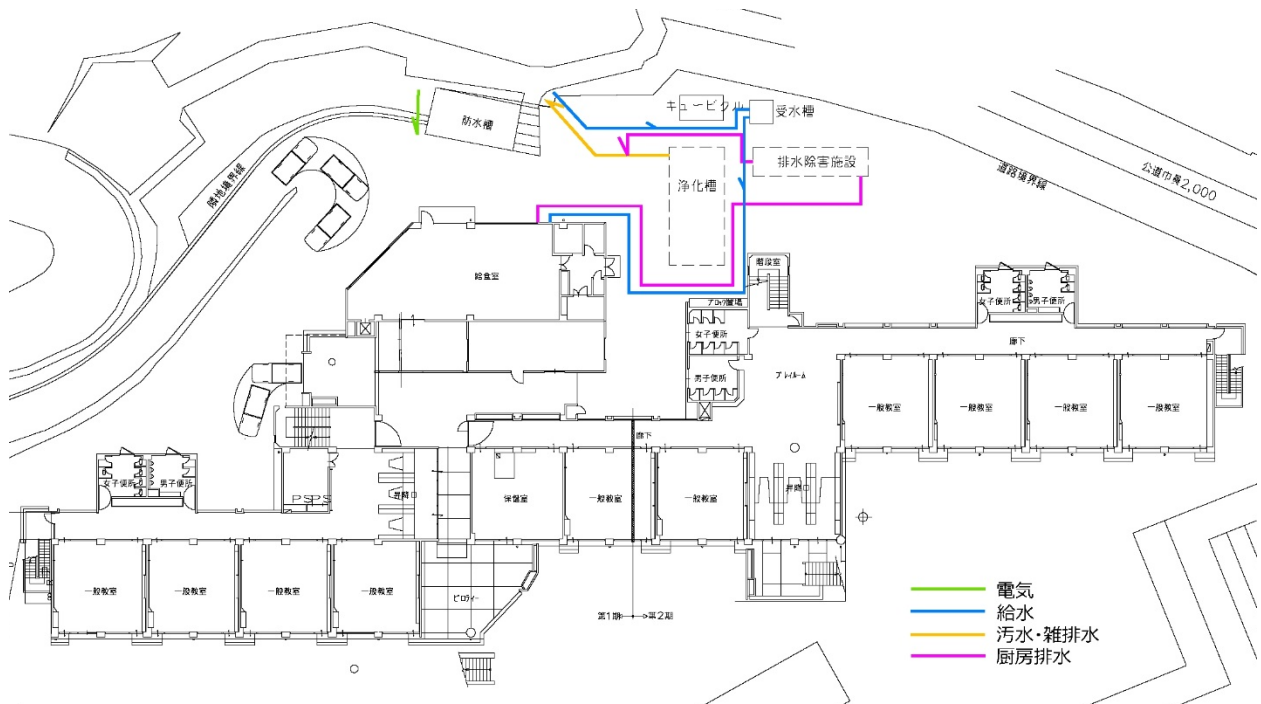 キュービクル
受水槽
防水槽
排水除害施設
浄化槽
隣地境界線
道路境界線
公道巾員2,000
給食室
階段室
女子便所
男子便所
廊下
女子便所
男子便所
プレイルーム
一般教室
一般教室
一般教室
一般教室
廊下
女子便所
男子便所
PS
PS
昇降口
保健室
一般教室
一般教室
昇降口
一般教室
一般教室
一般教室
一般教室
ピロティー
第1期
第2期
電気
給水
汚水・雑排水
厨房排水